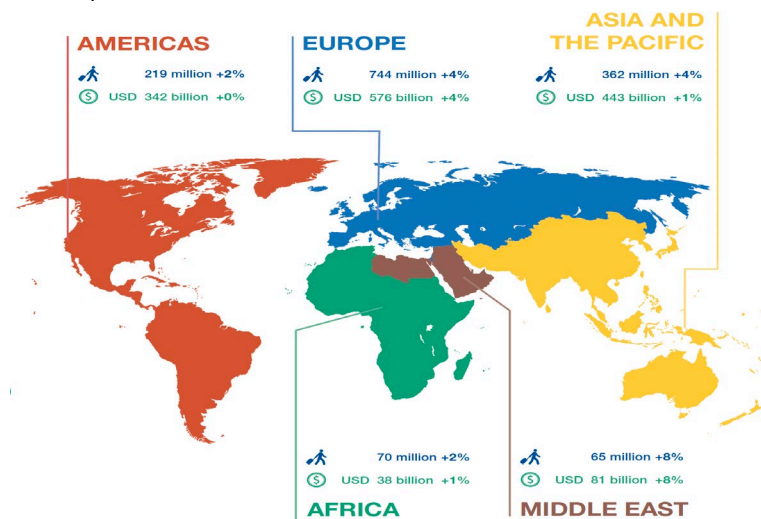 AMERICAS
219 million +2%
USD 342 billion +0%
EUROPE
744 million +4%
USD 576 billion +4%
ASIA AND
THE PACIFIC
362 million +4%
USD 443 billion +1%
70 million +2%
USD 38 billion +1%
AFRICA
65 million +8%
USD 81 billion +8%
MIDDLE EAST